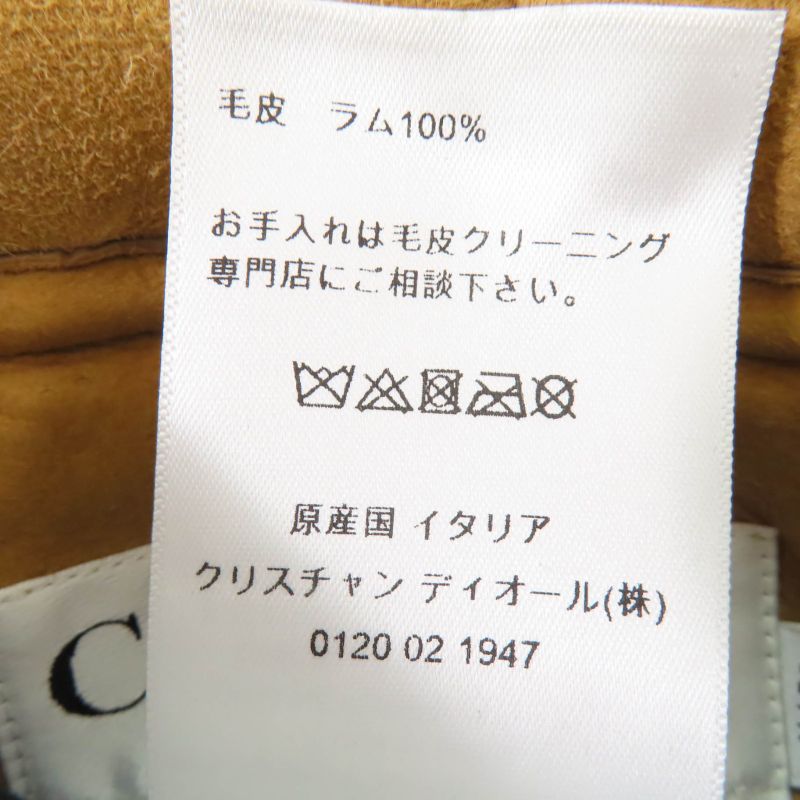 毛皮　ラム100%
お手入れは毛皮クリーニング
専門店にご相談下さい。
原産国 イタリア
クリスチャン ディオール(株)
0120 02 1947
C